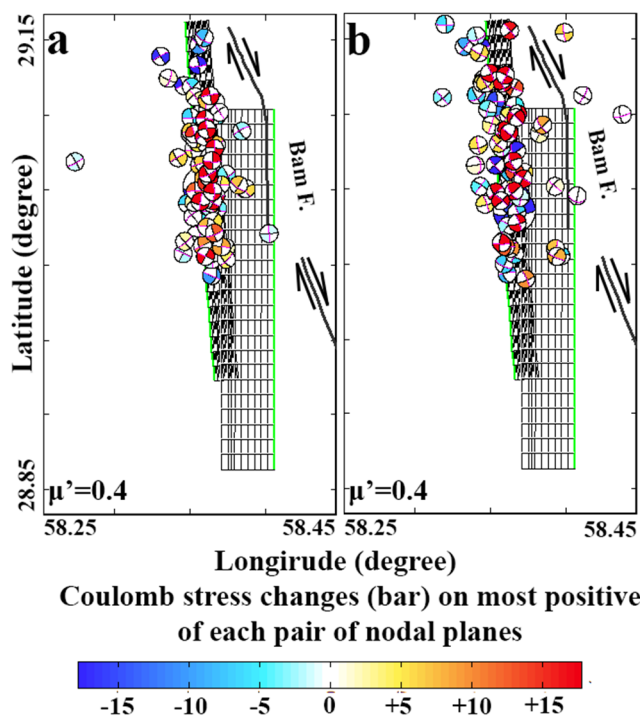 a
b
29.15
Bam F.
Bam F.
Latitude (degree)
28.85
μ'=0.4
μ'=0.4
58.25
58.45
58.25
58.45
Longirude (degree)
Coulomb stress changes (bar) on most positive
of each pair of nodal planes
-15 -10 -5 0 +5 +10 +15